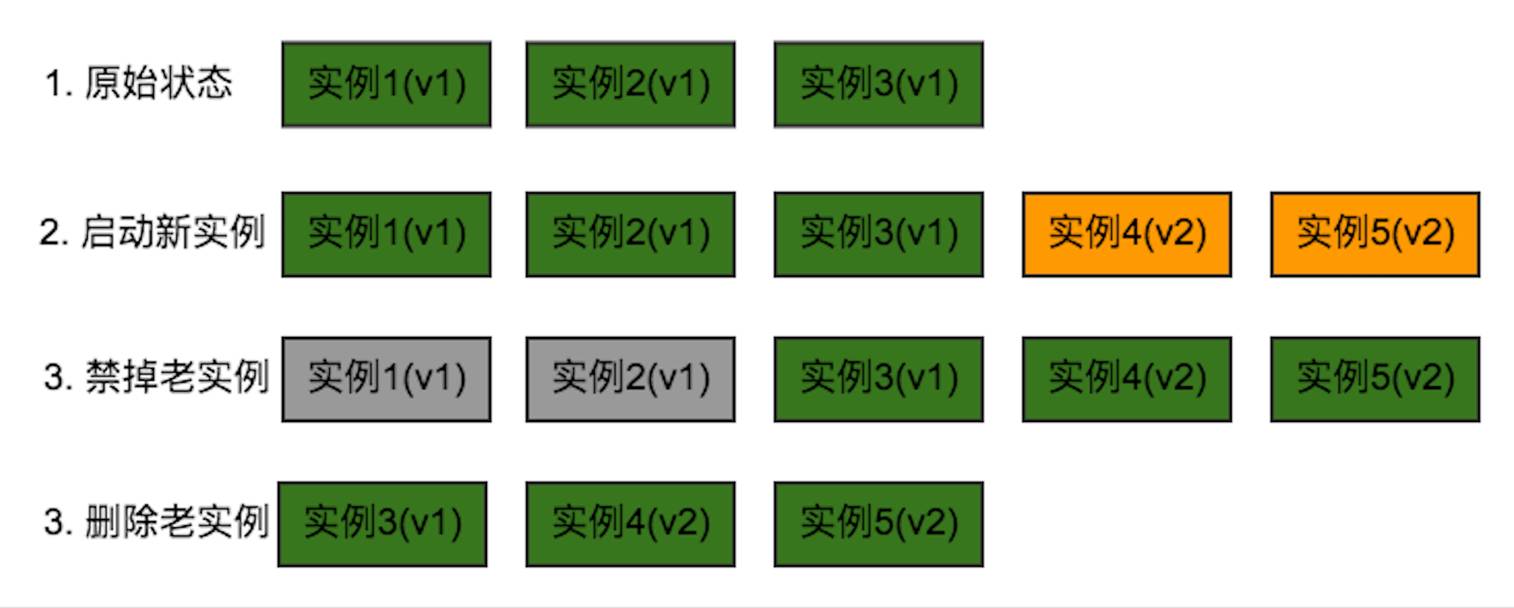 1. 原始状态 实例1(v1) 实例2(v1) 实例3(v1)
2. 启动新实例 实例1(v1) 实例2(v1) 实例3(v1) 实例4(v2) 实例5(v2)
3. 禁掉老实例 实例1(v1) 实例2(v1) 实例3(v1) 实例4(v2) 实例5(v2)
3. 删除老实例 实例3(v1) 实例4(v2) 实例5(v2)